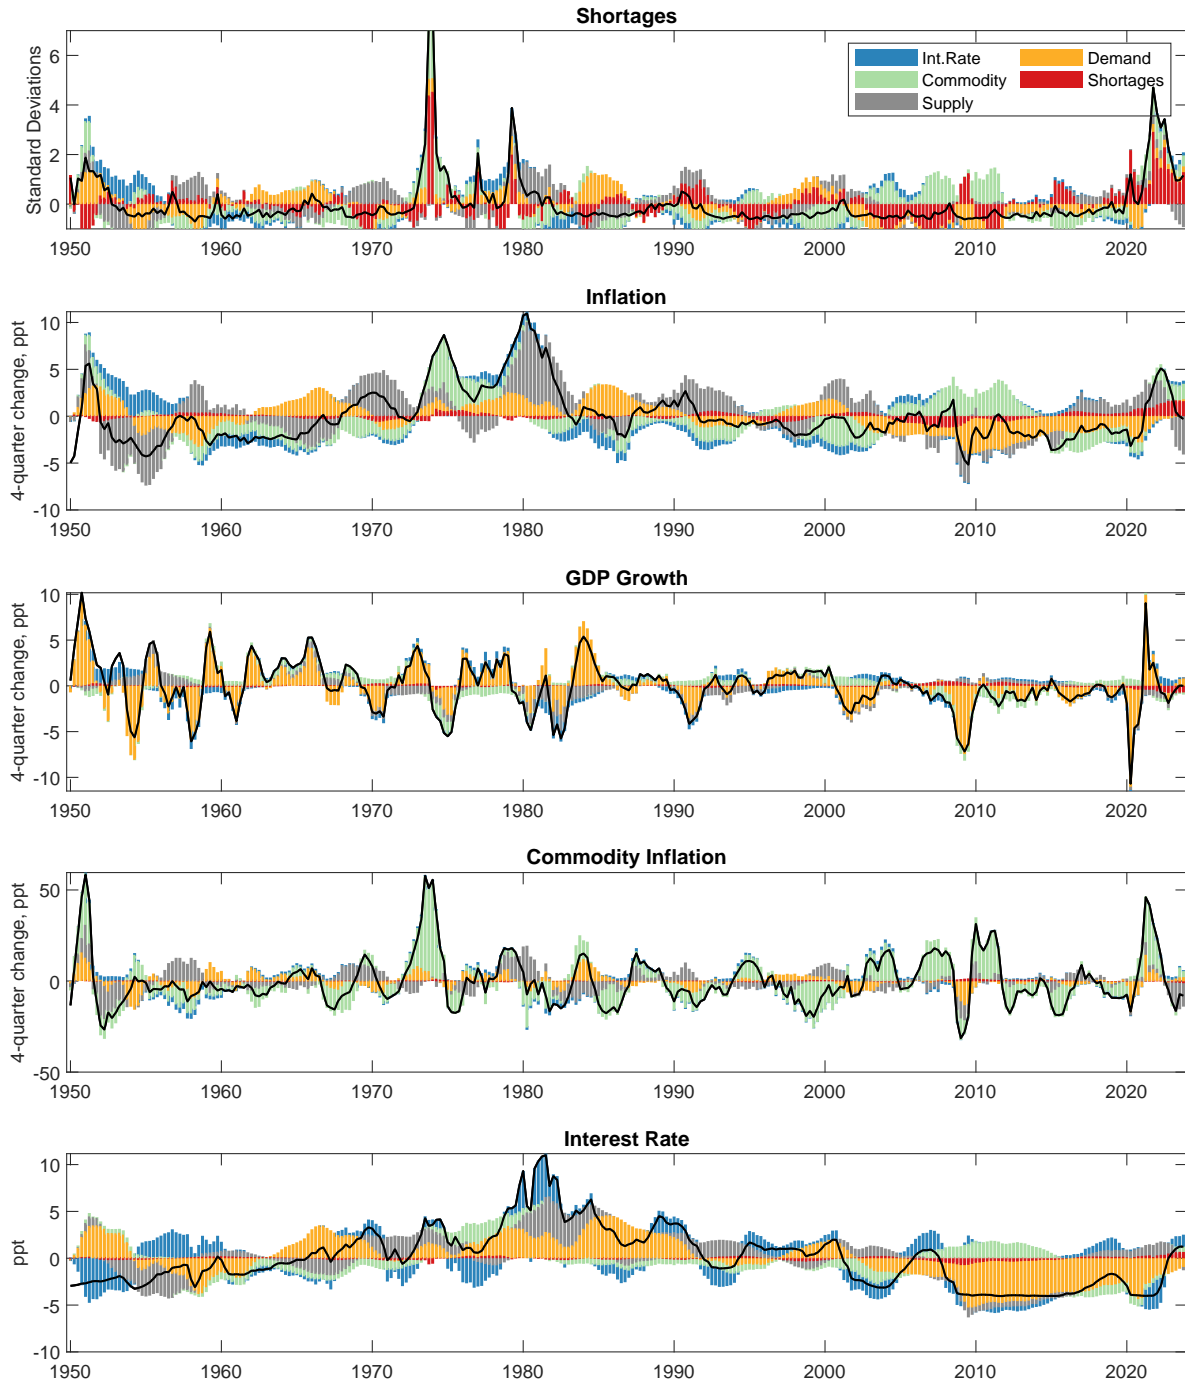 Shortages
Standard Deviations
6
4
2
0
Int.Rate
Demand
Commodity
Shortages
Supply
1950 1960 1970 1980 1990 2000 2010 2020
Inflation
4-quarter change, ppt
10
5
0
-5
-10
1950 1960 1970 1980 1990 2000 2010 2020
GDP Growth
4-quarter change, ppt
10
5
0
-5
-10
1950 1960 1970 1980 1990 2000 2010 2020
Commodity Inflation
4-quarter change, ppt
50
0
-50
1950 1960 1970 1980 1990 2000 2010 2020
Interest Rate
ppt
10
5
0
-5
-10
1950 1960 1970 1980 1990 2000 2010 2020